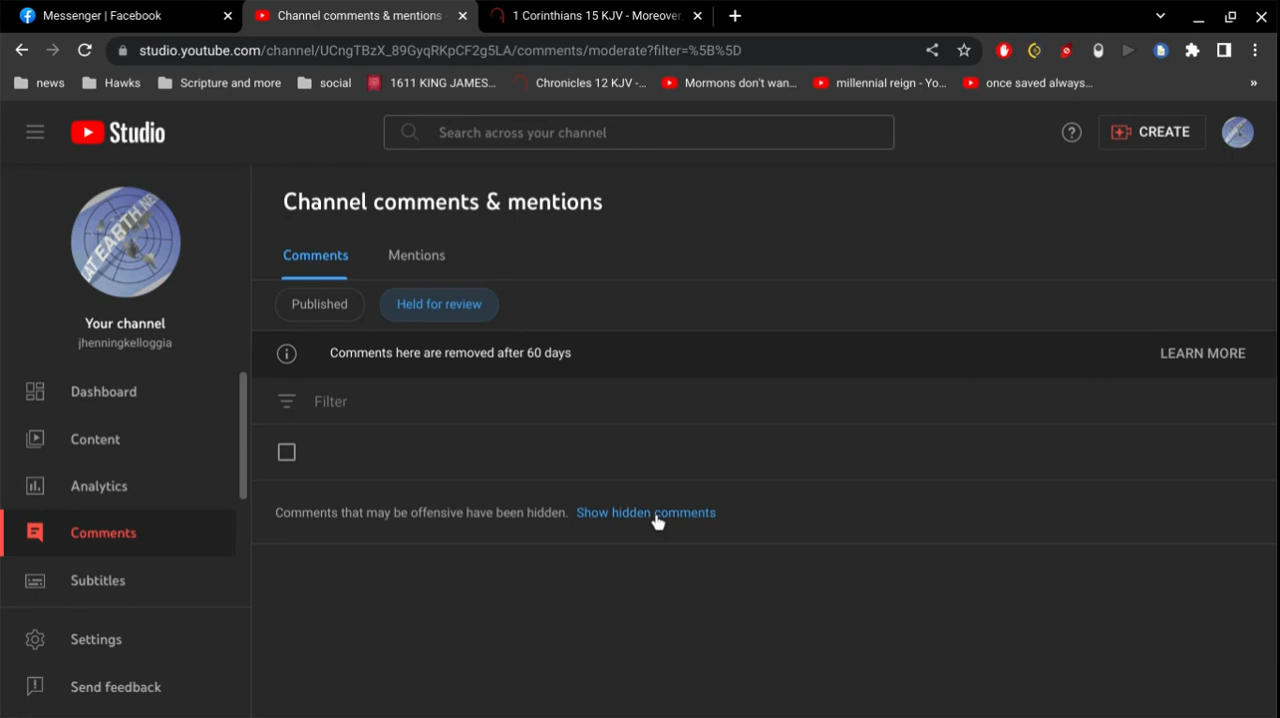 Messenger | Facebook
Channel comments & mentions
1 Corinthians 15 KJV - Moreover,
studio.youtube.com/channel/UCngTBzX_89GyqRKpCF2g5LA/comments/moderate?filter=%5B%5D
news
Hawks
Scripture and more
social
1611 KING JAMES...
Chronicles 12 KJV -...
Mormons don't wan...
millennial reign - Yo...
once saved always...
»
Studio
Search across your channel
CREATE
Channel comments & mentions
Comments
Mentions
Published
Held for review
AT EARTH NE
Your channel
jhenningkelloggia
Comments here are removed after 60 days
LEARN MORE
Filter
Dashboard
Content
Analytics
Comments
Subtitles
Settings
Send feedback
Comments that may be offensive have been hidden. Show hidden comments